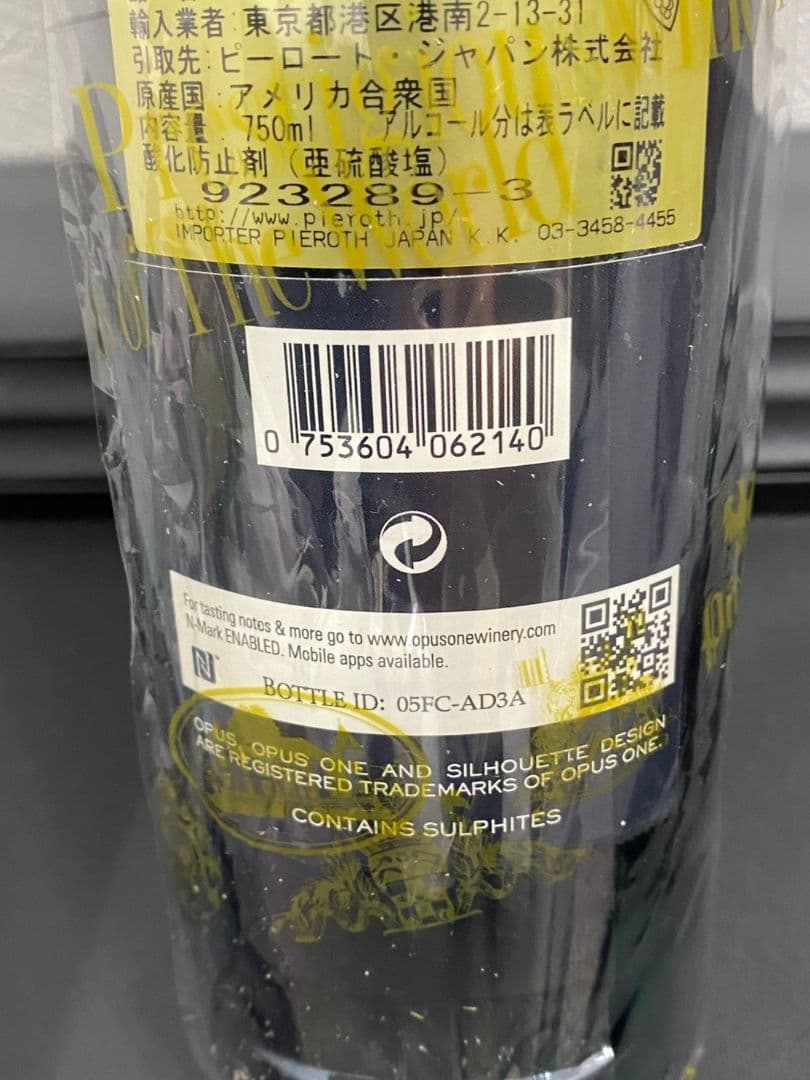 輸入業者:東京都港区港南2-13-31
引取先:ピーロート・ジャパン株式会社
原産国:アメリカ合衆国
内容量: 750ml アルコール分は表ラベルに記載
酸化防止剤(亜硫酸塩)
923289-3
http://www.pieroth.jp/
IMPORTER PIEROTH JAPAN K.K. 03-3458-4455
of The World
0 753604 062140
For tasting notes & more go to www.opusonewinery.com
N-Mark ENABLED. Mobile apps available.
N
BOTTLE ID: 05FC-AD3A
OPUS, OPUS ONE AND SILHOUETTE DESIGN
ARE REGISTERED TRADEMARKS OF OPUS ONE.
CONTAINS SULPHITES